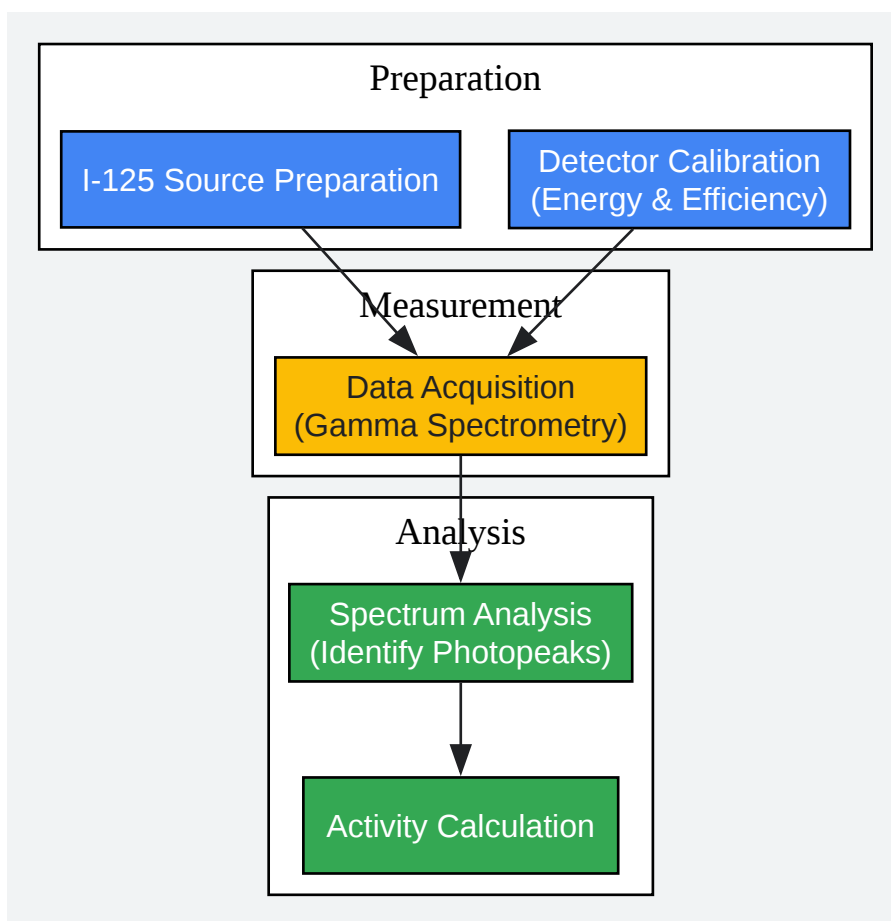 Preparation
I-125 Source Preparation
Detector Calibration
(Energy & Efficiency)
Measurement
Data Acquisition
(Gamma Spectrometry)
Analysis
Spectrum Analysis
(Identify Photopeaks)
Activity Calculation